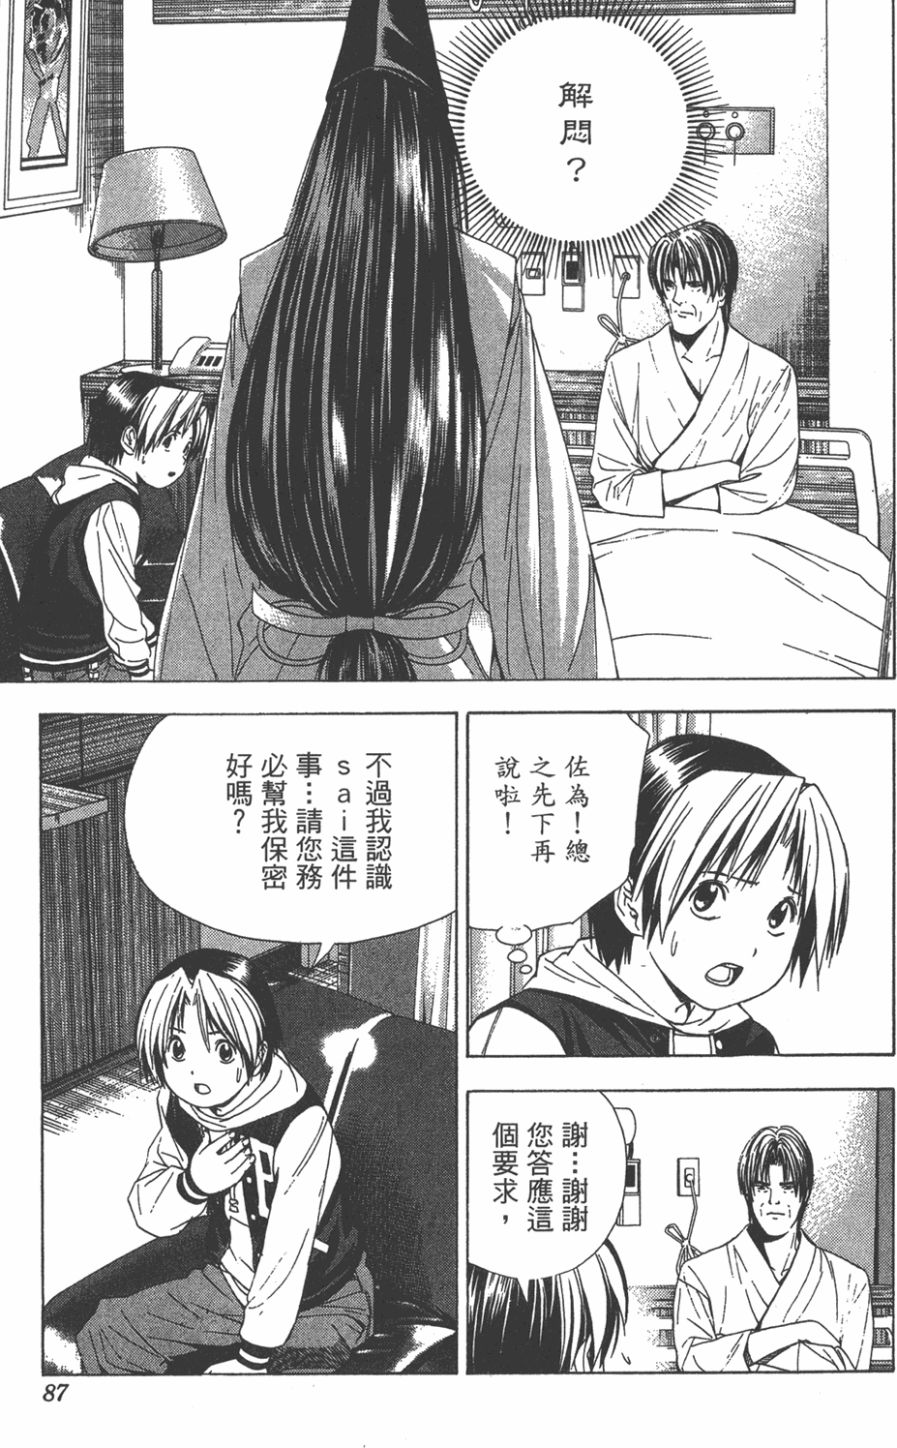 解
悶
？
佐為！總
之先下再
說啦！
謝…謝謝
您答應這
個要求，
不過我認識
sai這件
事…請您務
必幫我保密
好嗎？
87